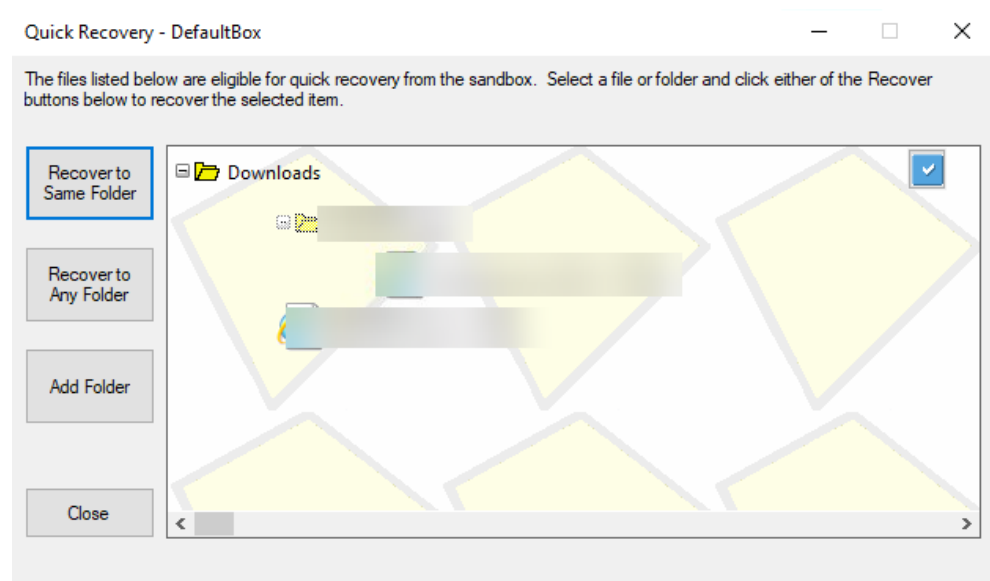 Quick Recovery - DefaultBox
The files listed below are eligible for quick recovery from the sandbox.  Select a file or folder and click either of the Recover
buttons below to recover the selected item.
Recover to
Same Folder
Downloads
Recover to
Any Folder
Add Folder
Close